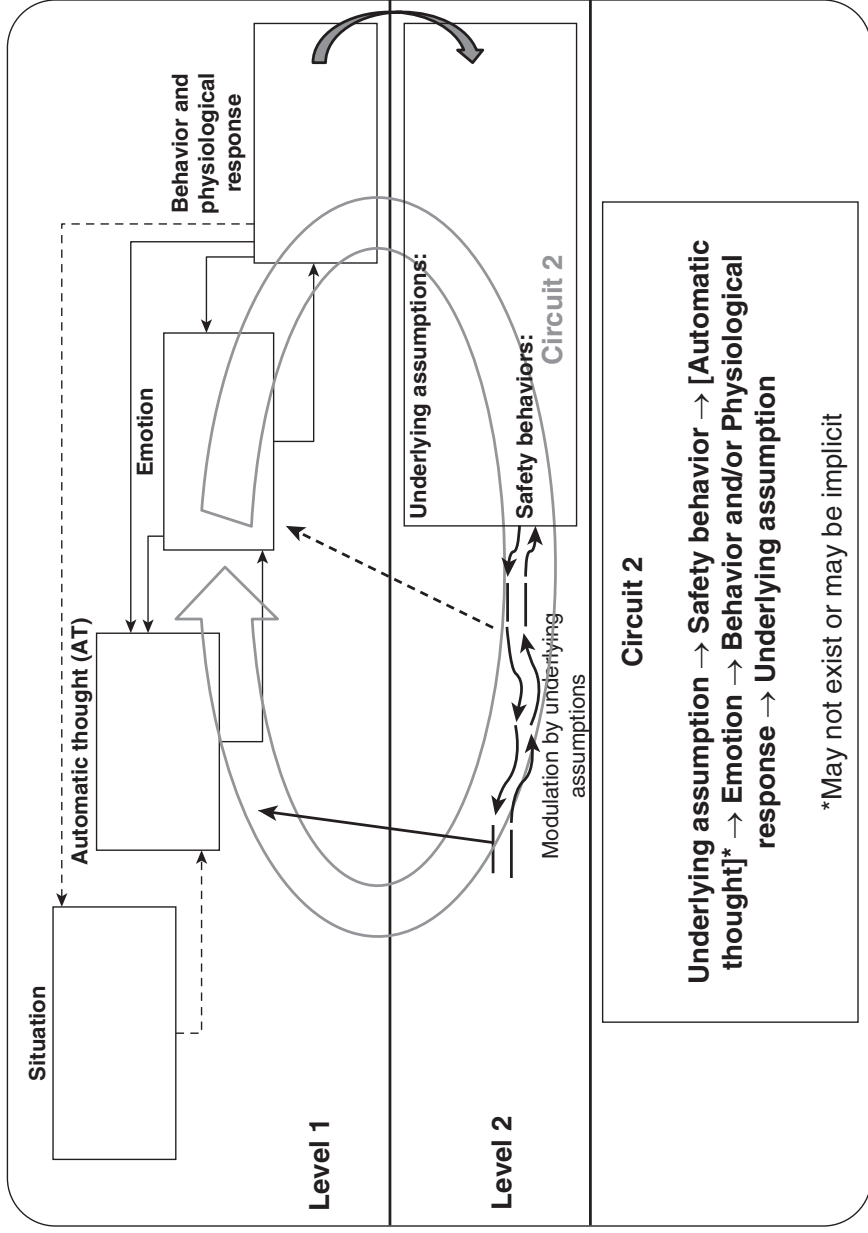 Situation
Automatic thought (AT)
Emotion
Behavior and
physiological
response
Level 1
Level 2
Underlying assumptions:
Safety behaviors:
Circuit 2
Modulation by underlying
assumptions
Circuit 2
Underlying assumption → Safety behavior → [Automatic
thought]* → Emotion → Behavior and/or Physiological
response → Underlying assumption
*May not exist or may be implicit